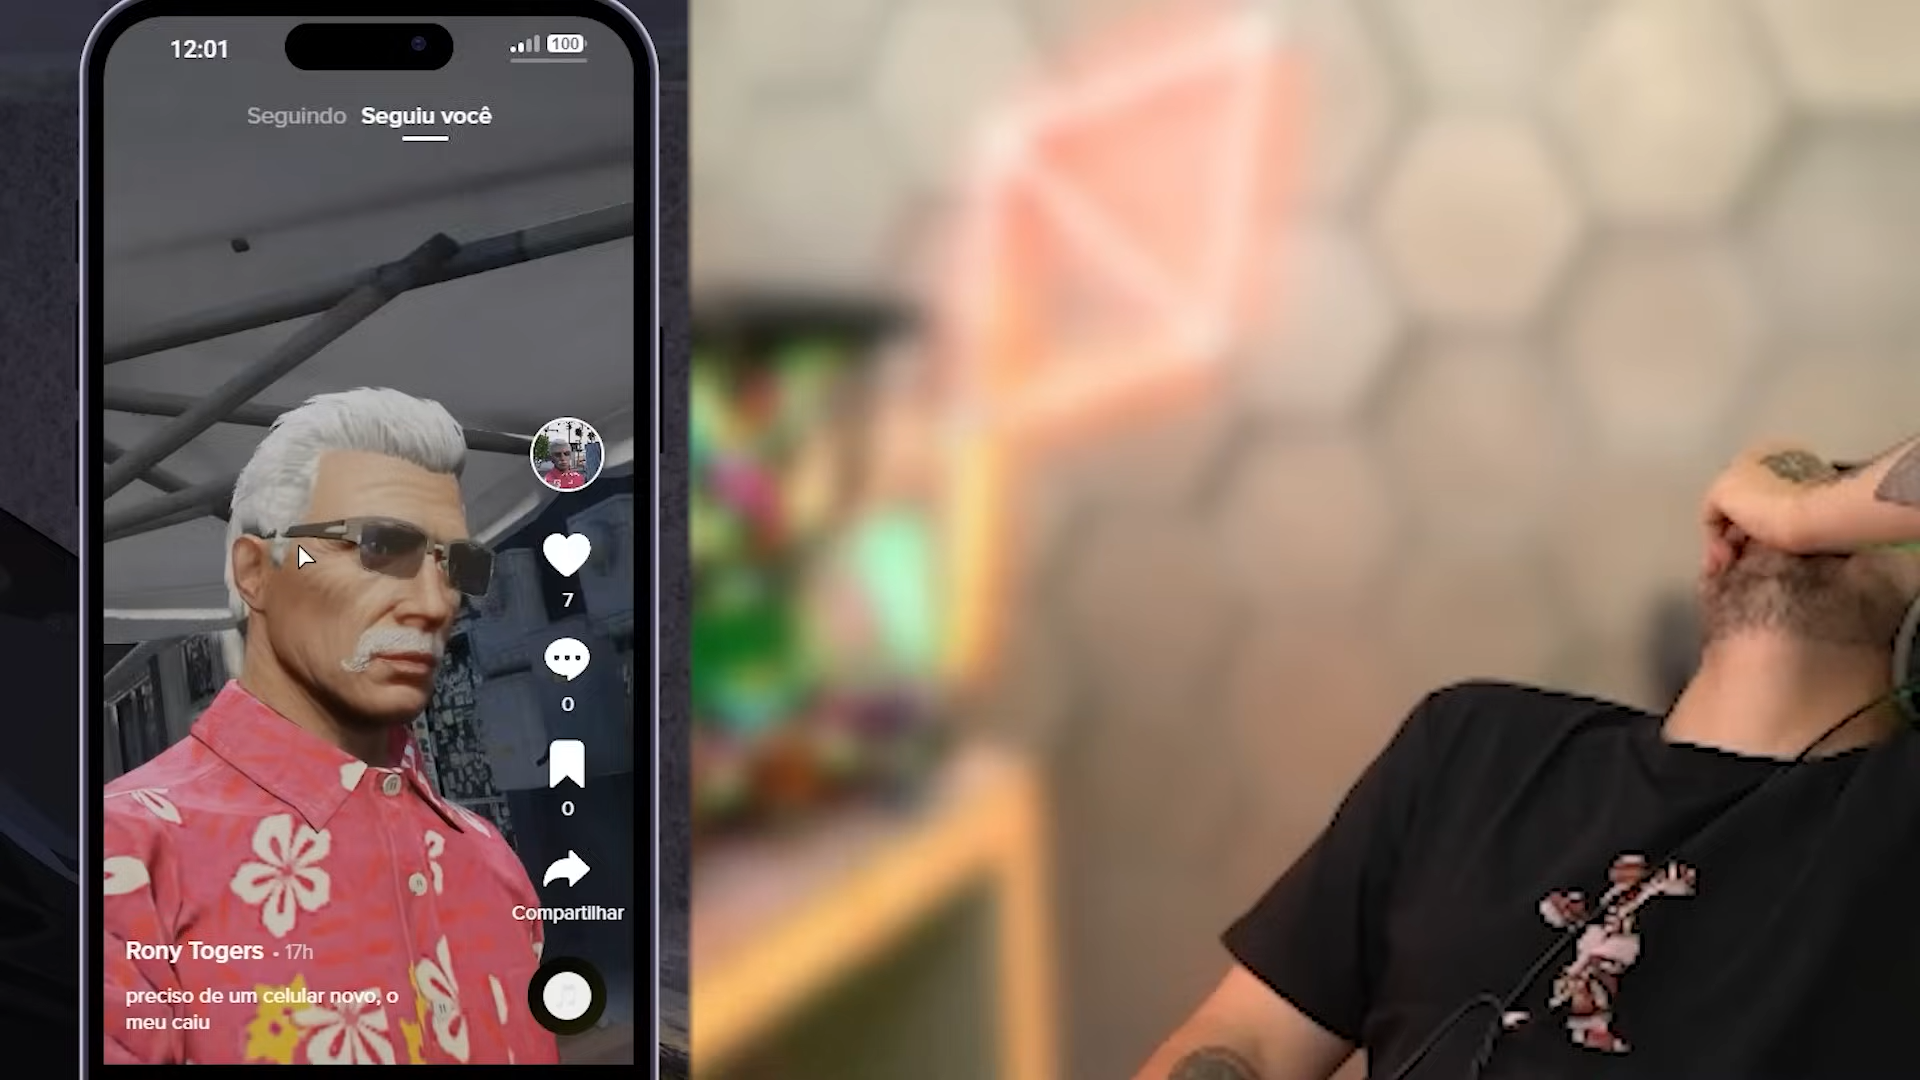 12:01
100
Seguindo Seguiu você
7
0
0
Compartilhar
Rony Togers • 17h
preciso de um celular novo, o
meu caiu